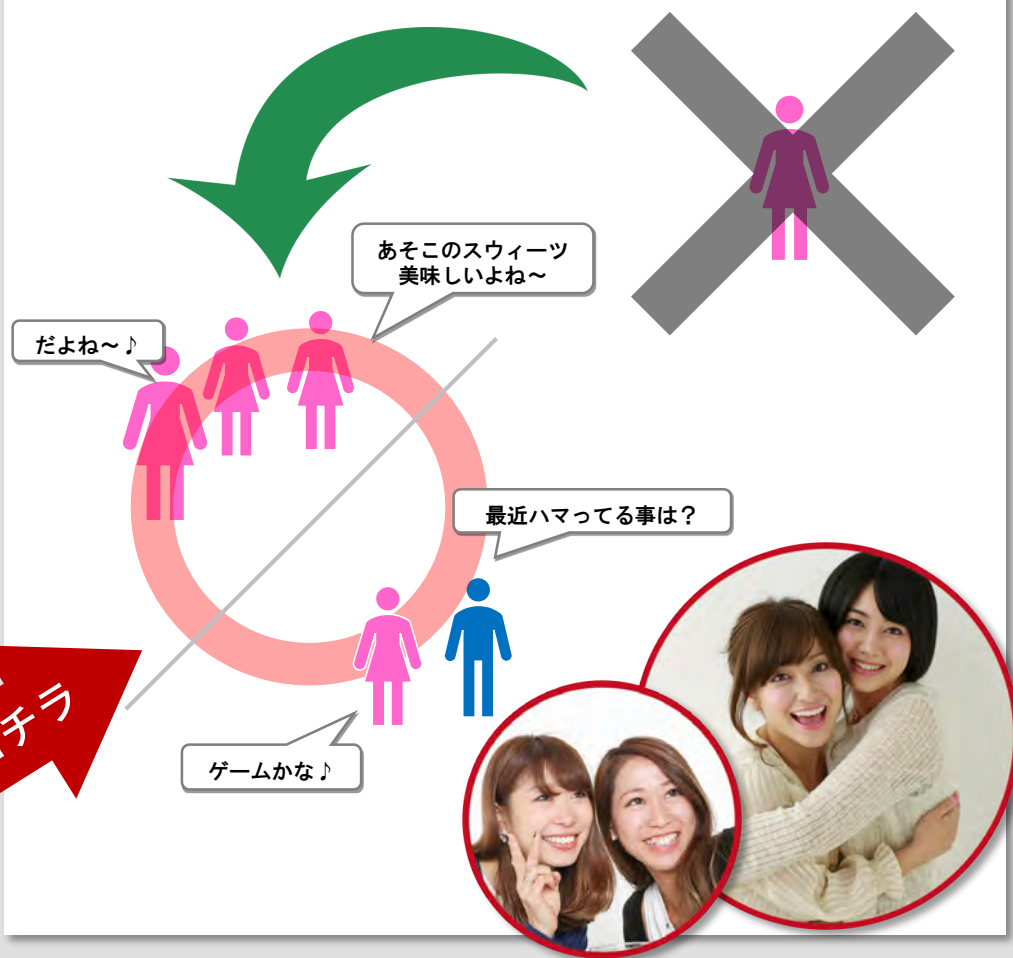 あそこのスウィーツ
美味しいよね～
だよね～♪
最近ハマってる事は？
ゲームかな♪
チラ